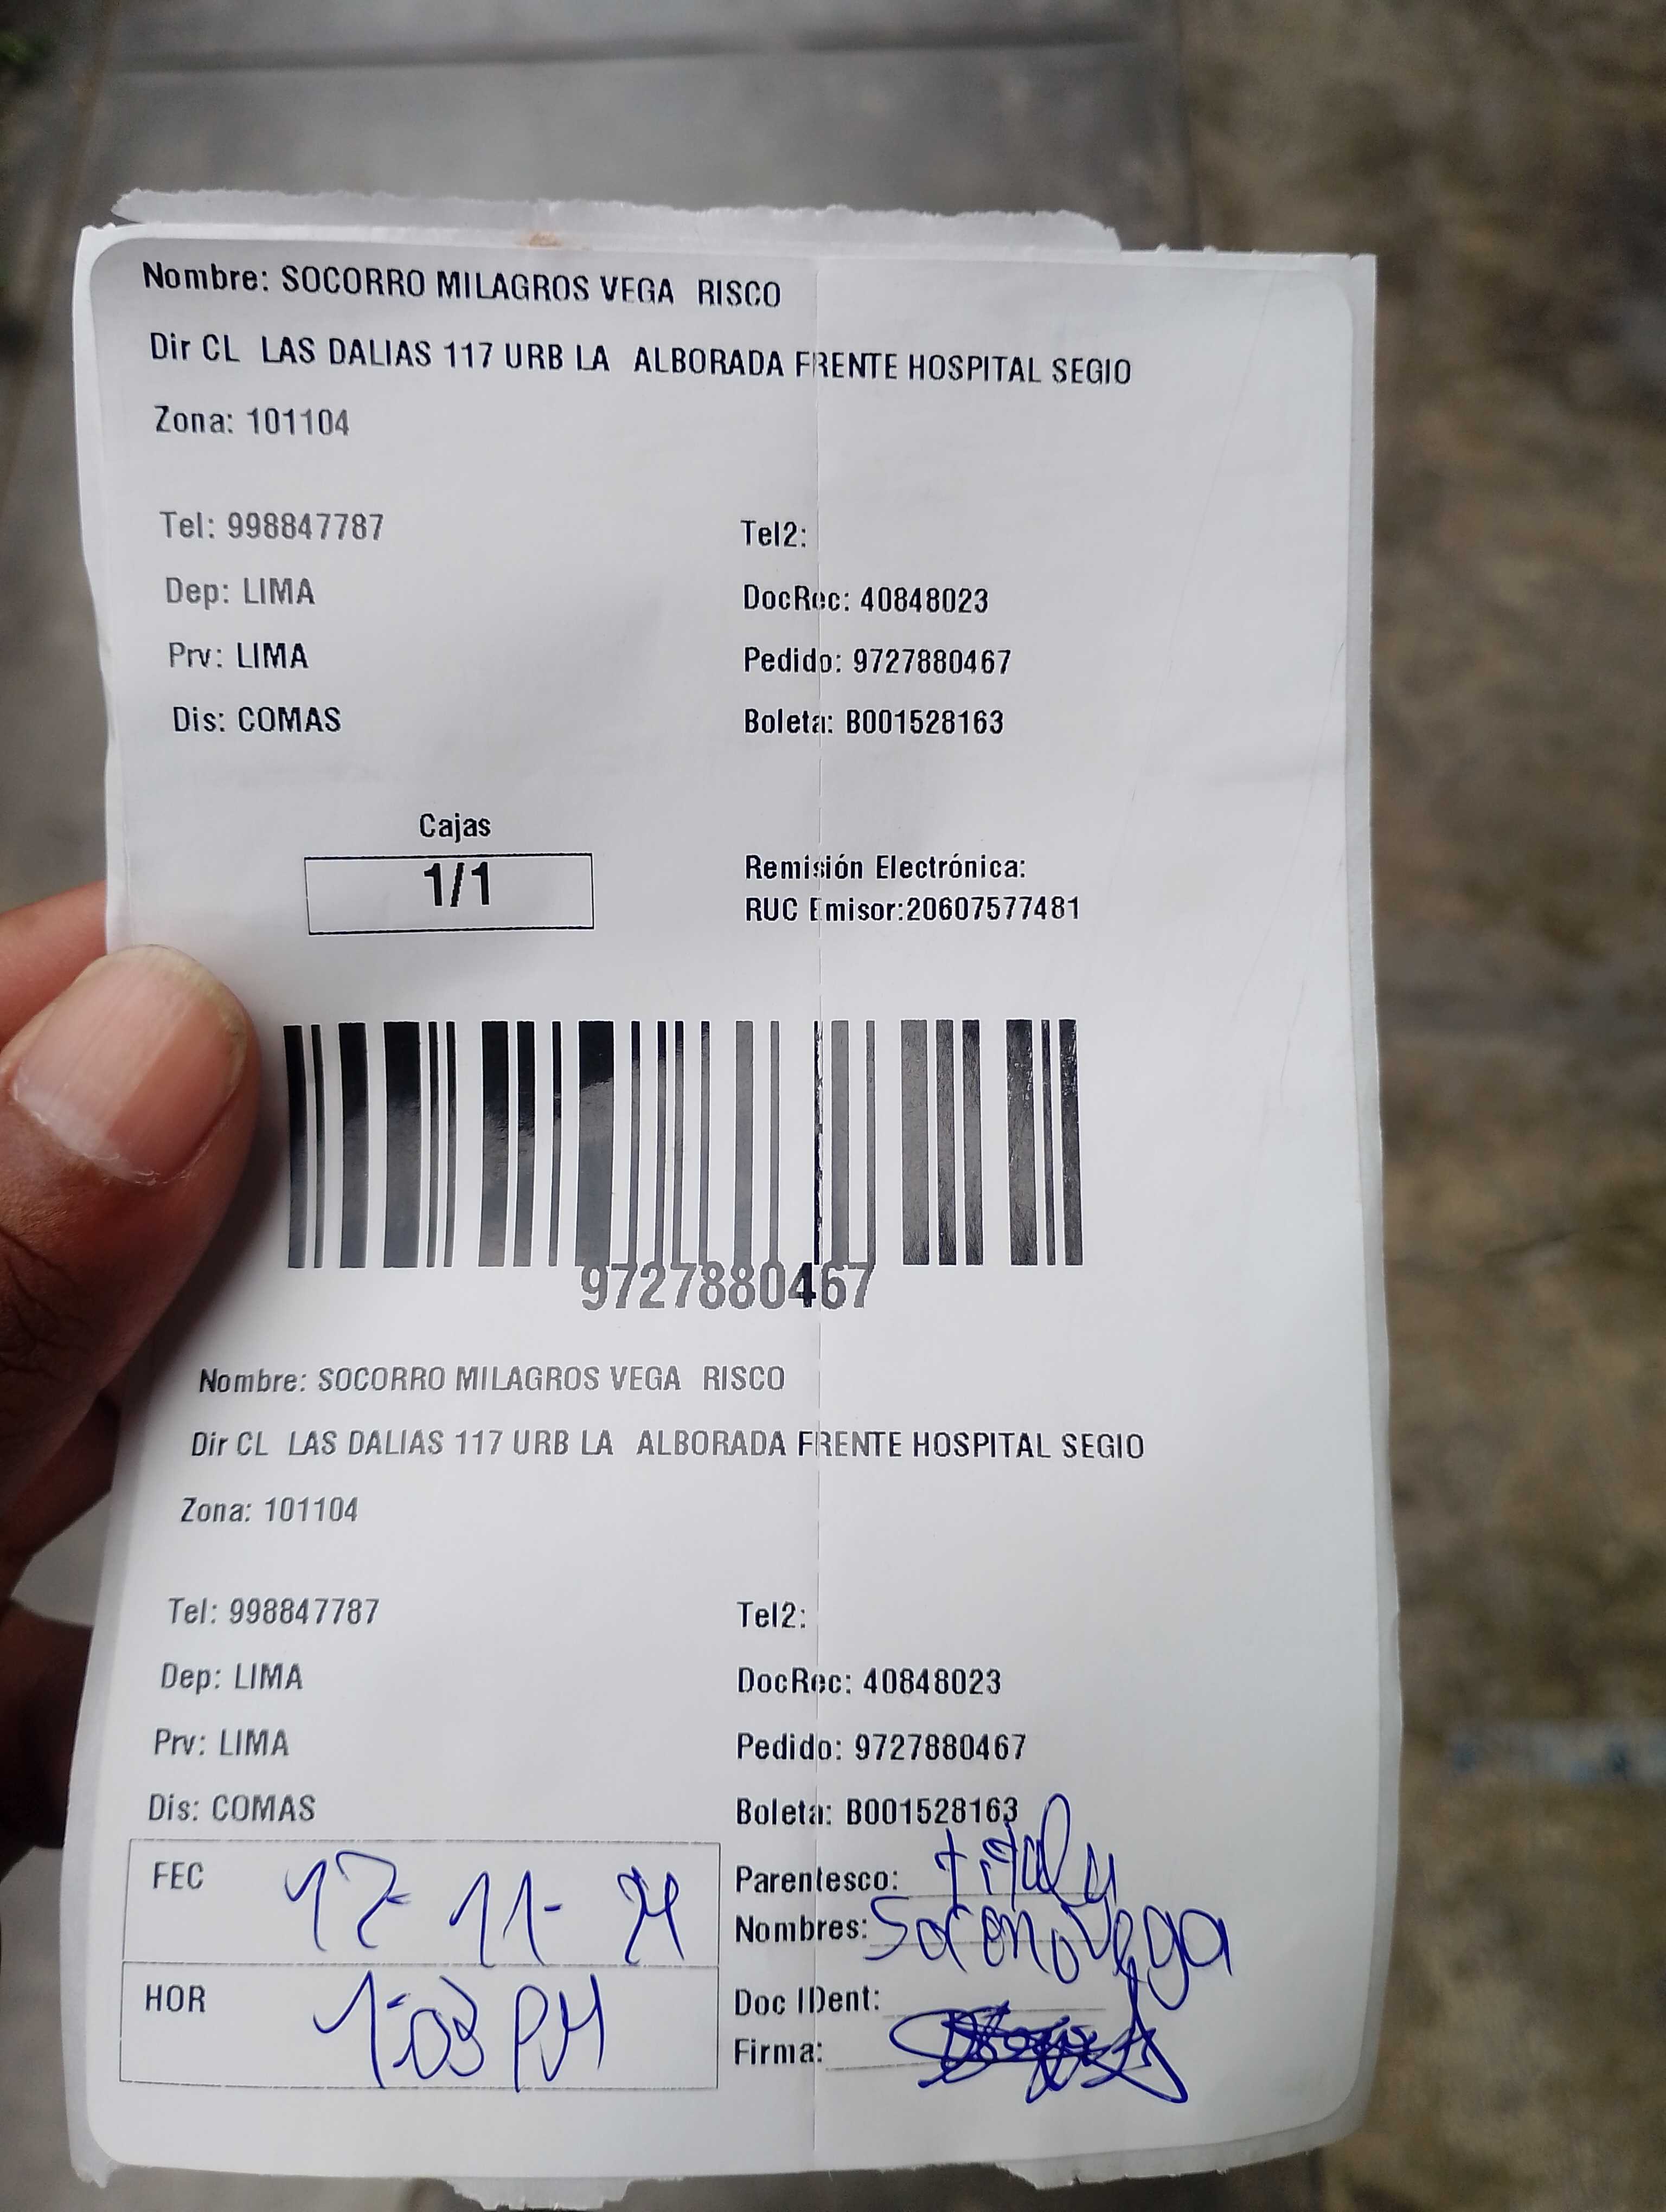 Nombre: SOCORRO MILAGROS VEGA RISCO
Dir CL LAS DALIAS 117 URB LA ALBORADA FRENTE HOSPITAL SEGIO
Zona: 101104
Tel: 998847787
Tel2:
Dep: LIMA
DocRec: 40848023
Prv: LIMA
Pedido: 9727880467
Dis: COMAS
Boleta: B001528163
Cajas
1/1
Remisión Electrónica:
RUC Emisor:20607577481
9727880467
Nombre: SOCORRO MILAGROS VEGA RISCO
Dir CL LAS DALIAS 117 URB LA ALBORADA FRENTE HOSPITAL SEGIO
Zona: 101104
Tel: 998847787
Tel2:
Dep: LIMA
DocRec: 40848023
Prv: LIMA
Pedido: 9727880467
Dis: COMAS
Boleta: B001528163
FEC
Parentesco:
Nombres: Socorro Vega
HOR 1:03 PM
Doc IDent:
Firma: